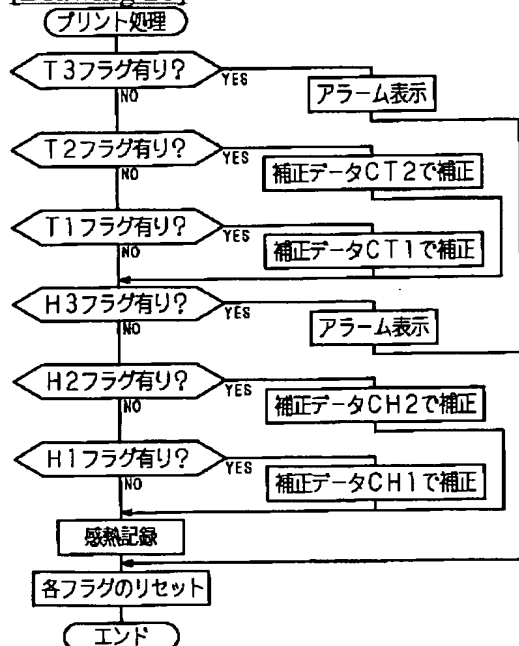 プリント処理
T3フラグ有り?
YES
NO
アラーム表示
T2フラグ有り?
YES
NO
補正データCT2で補正
T1フラグ有り?
YES
NO
補正データCT1で補正
H3フラグ有り?
YES
NO
アラーム表示
H2フラグ有り?
YES
NO
補正データCH2で補正
H1フラグ有り?
YES
NO
補正データCH1で補正
感熱記録
各フラグのリセット
エンド